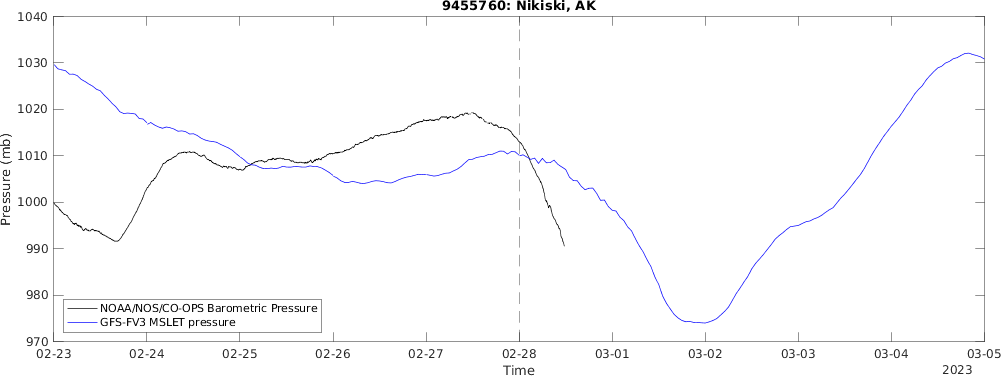 9455760: Nikiski, AK
1040
1030
1020
1010
1000
990
980
970
Pressure (mb)
NOAA/NOS/CO-OPS Barometric Pressure
GFS-FV3 MSLET pressure
02-23 02-24 02-25 02-26 02-27 02-28 03-01 03-02 03-03 03-04 03-05
Time
2023